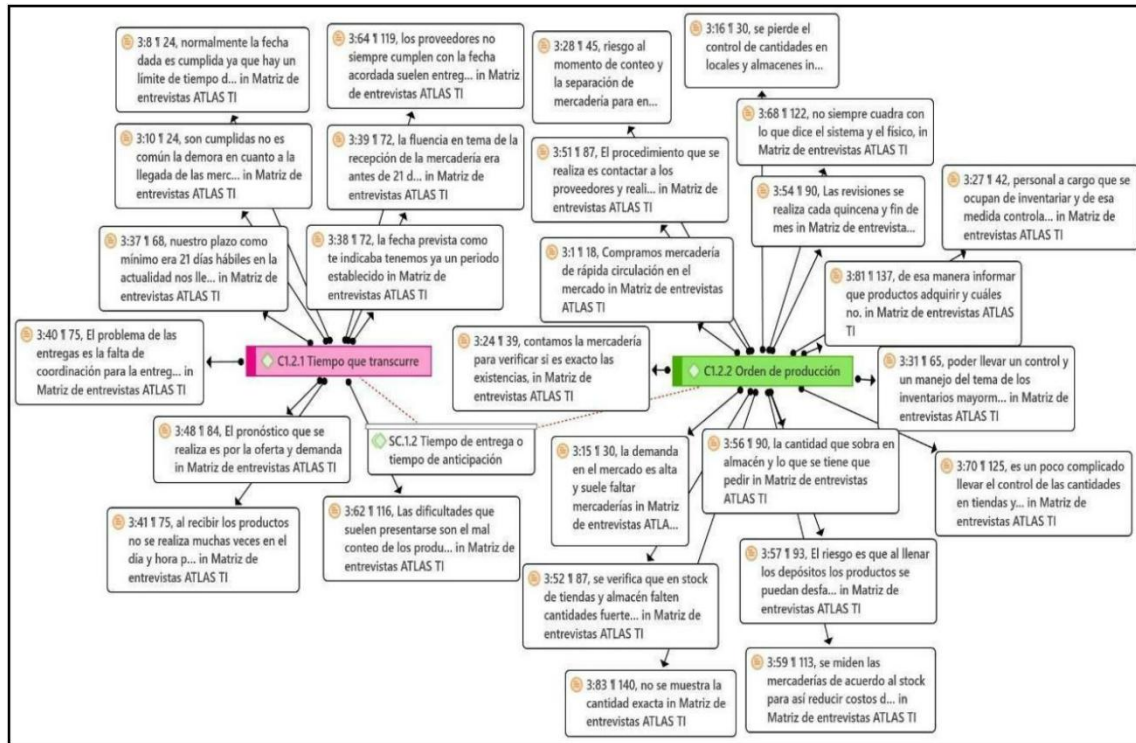 3:8 ¶ 24, normalmente la fecha
dada es cumplida ya que hay un
límite de tiempo d... in Matriz
de entrevistas ATLAS TI
3:64 ¶ 119, los proveedores no
siempre cumplen con la fecha
acordada suelen entreg... in Matriz
de entrevistas ATLAS TI
3:28 ¶ 45, riesgo al
momento de conteo y
la separación de
mercadería para en...
3:16 ¶ 30, se pierde el
control de cantidades en
locales y almacenes in...
3:10 ¶ 24, son cumplidas no es
común la demora en cuanto a la
llegada de las merc... in Matriz
de entrevistas ATLAS TI
3:39 ¶ 72, la fluencia en tema de la
recepción de la mercadería era
antes de 21 d... in Matriz de
entrevistas ATLAS TI
3:51 ¶ 87, El procedimiento que se
realiza es contactar a los
proveedores y reali... in Matriz de
entrevistas ATLAS TI
3:68 ¶ 122, no siempre cuadra con
lo que dice el sistema y el físico, in
Matriz de entrevistas ATLAS TI
3:54 ¶ 90, Las revisiones se
realiza cada quincena y fin de
mes in Matriz de entrevista...
3:27 ¶ 42, personal a cargo que se
ocupan de inventariar y de esa
medida controla... in Matriz de
entrevistas ATLAS TI
3:37 ¶ 68, nuestro plazo como
mínimo era 21 días hábiles en la
actualidad nos lle... in Matriz de
entrevistas ATLAS TI
3:38 ¶ 72, la fecha prevista como
te indicaba tenemos ya un periodo
establecido in Matriz de
entrevistas ATLAS TI
3:1 ¶ 18, Compramos mercadería
de rápida circulación en el
mercado in Matriz de entrevistas
ATLAS TI
3:81 ¶ 137, de esa manera informar
que productos adquirir y cuáles
no. in Matriz de entrevistas ATLAS
TI
3:40 ¶ 75, El problema de las
entregas es la falta de
coordinación para la entreg... in
Matriz de entrevistas ATLAS TI
C1.2.1 Tiempo que transcurre
3:24 ¶ 39, contamos la mercadería
para verificar si es exacto las
existencias, in Matriz de
entrevistas ATLAS TI
C1.2.2 Orden de producción
3:31 ¶ 65, poder llevar un control y
un manejo del tema de los
inventarios mayorm... in Matriz de
entrevistas ATLAS TI
3:48 ¶ 84, El pronóstico que se
realiza es por la oferta y demanda
in Matriz de entrevistas ATLAS TI
SC.1.2 Tiempo de entrega o
tiempo de anticipación
3:15 ¶ 30, la demanda
en el mercado es alta
y suele faltar
mercaderías in Matriz
de entrevistas ATLA...
3:56 ¶ 90, la cantidad que sobra en
almacén y lo que se tiene que
pedir in Matriz de entrevistas
ATLAS TI
3:70 ¶ 125, es un poco complicado
llevar el control de las cantidades
en tiendas y... in Matriz de
entrevistas ATLAS TI
3:41 ¶ 75, al recibir los productos
no se realiza muchas veces en el
día y hora p... in Matriz de
entrevistas ATLAS TI
3:62 ¶ 116, Las dificultades que
suelen presentarse son el mal
conteo de los produ... in Matriz de
entrevistas ATLAS TI
3:52 ¶ 87, se verifica que en stock
de tiendas y almacén falten
cantidades fuerte... in Matriz de
entrevistas ATLAS TI
3:57 ¶ 93, El riesgo es que al llenar
los depósitos los productos se
puedan desfa... in Matriz de
entrevistas ATLAS TI
3:83 ¶ 140, no se muestra la
cantidad exacta in Matriz de
entrevistas ATLAS TI
3:59 ¶ 113, se miden las
mercaderías de acuerdo al stock
para así reducir costos d... in
Matriz de entrevistas ATLAS TI